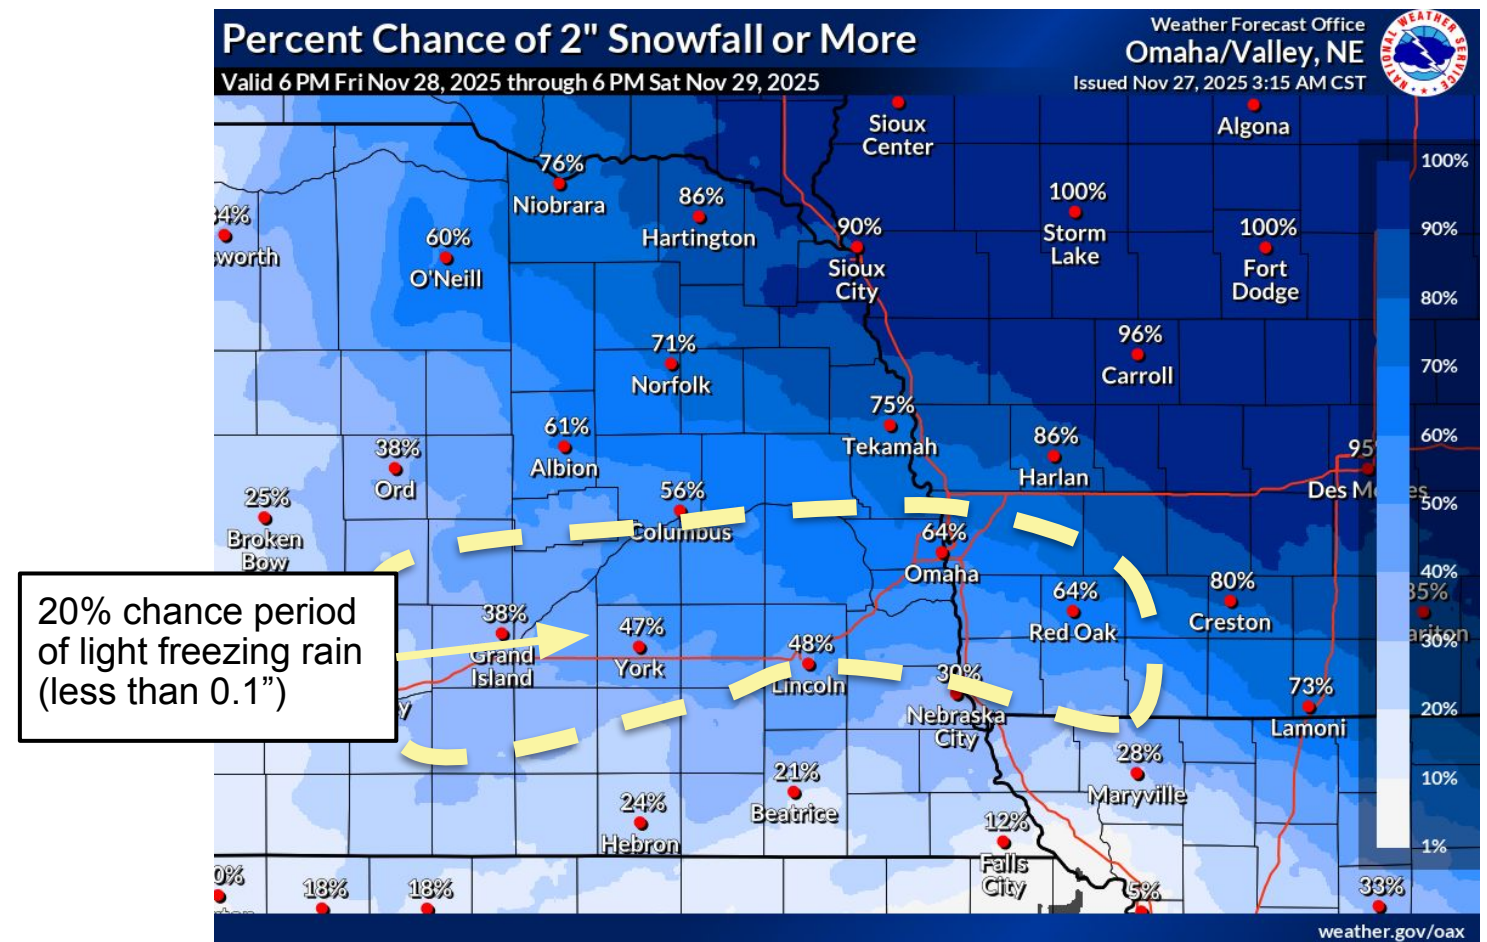 Percent Chance of 2" Snowfall or More
Valid 6 PM Fri Nov 28, 2025 through 6 PM Sat Nov 29, 2025
Weather Forecast Office
Omaha/Valley, NE
Issued Nov 27, 2025 3:15 AM CST
NATIONAL WEATHER SERVICE
Sioux
Center
Algona
76%
Niobrara
86%
Hartington
100%
Storm
Lake
100%
Fort
Dodge
60%
O'Neill
90%
Sioux
City
71%
Norfolk
96%
Carroll
75%
Tekamah
61%
Albion
38%
Ord
86%
Harlan
95
Des Moines
25%
Broken
Bow
56%
Columbus
64%
Omaha
64%
Red Oak
80%
Creston
38%
Grand
Island
47%
York
48%
Lincoln
30%
Nebraska
City
73%
Lamoni
28%
Maryville
21%
Beatrice
24%
Hebron
12%
Falls
City
18%
18%
5%
33%
100%
90%
80%
70%
60%
50%
40%
30%
20%
10%
1%
20% chance period
of light freezing rain
(less than 0.1”)
weather.gov/oax